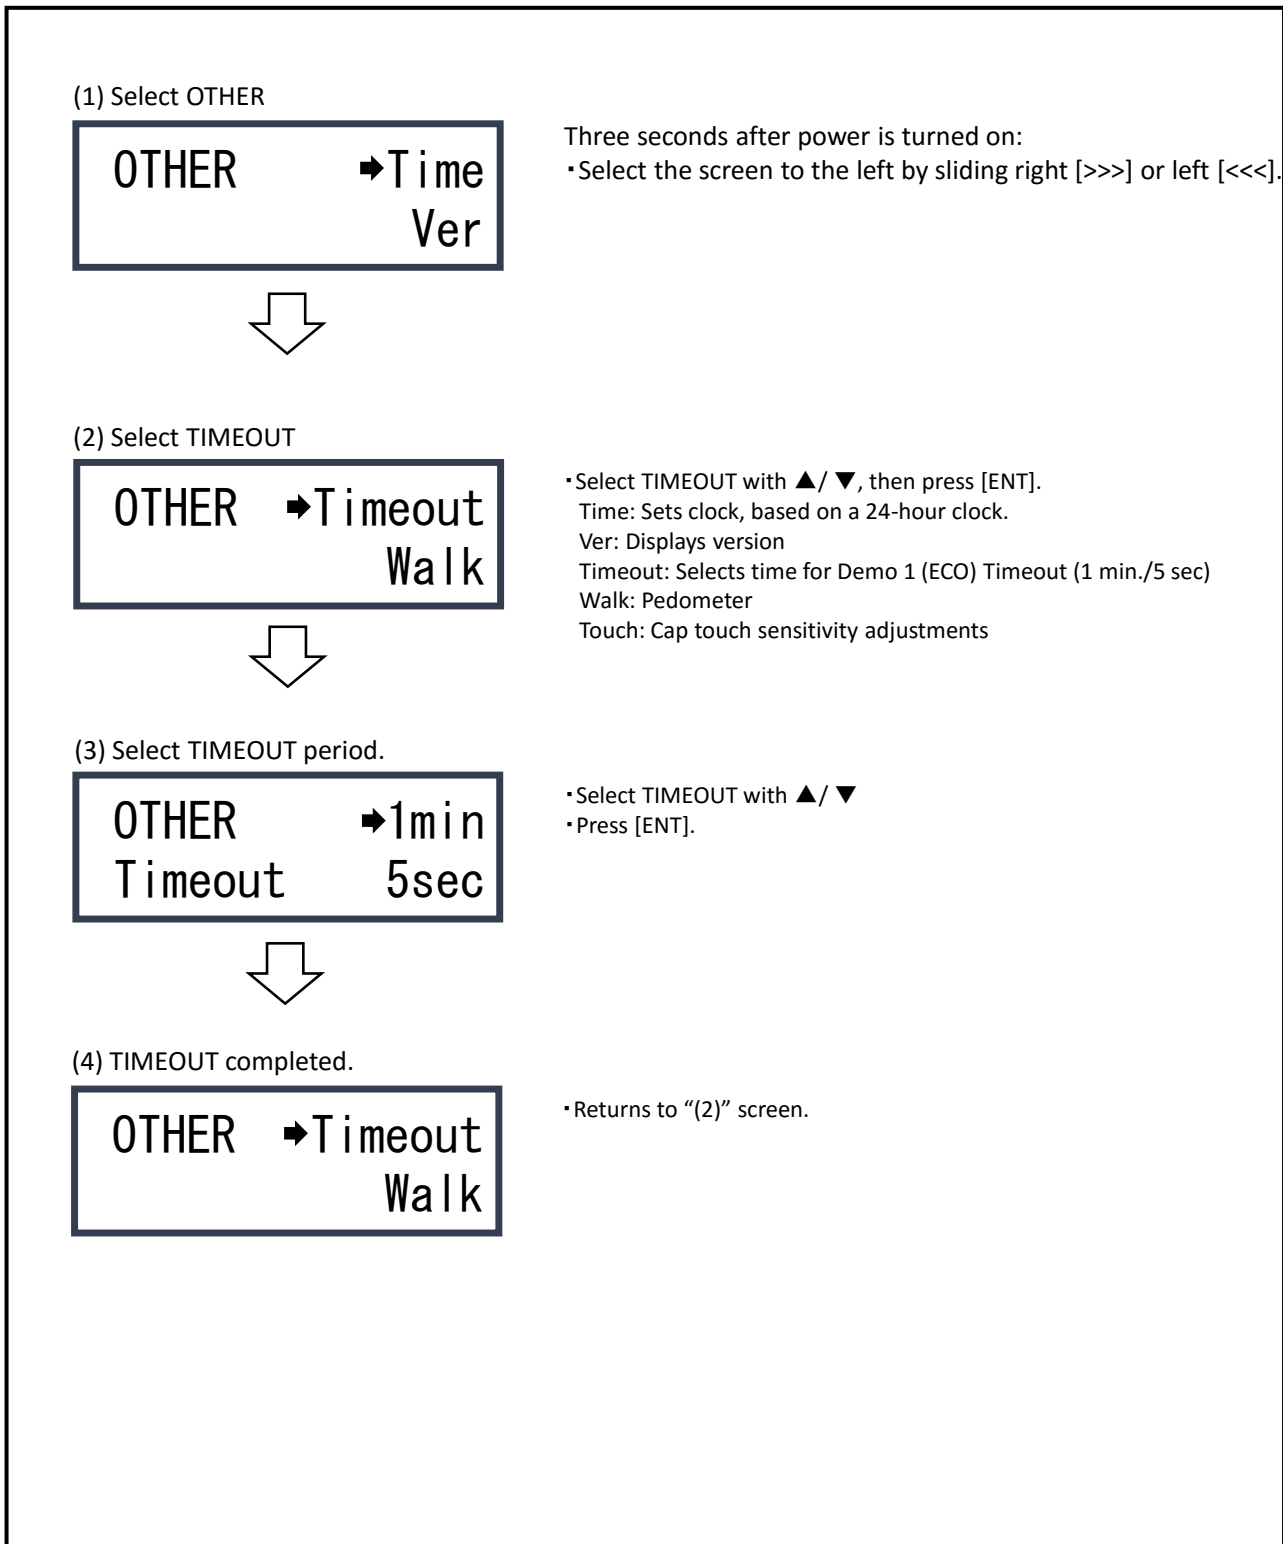 (1) Select OTHER
OTHER ➡Time
Ver
Three seconds after power is turned on:
･Select the screen to the left by sliding right [>>>] or left [<<<].
(2) Select TIMEOUT
OTHER ➡Timeout
Walk
･Select TIMEOUT with ▲/ ▼, then press [ENT].
Time: Sets clock, based on a 24-hour clock.
Ver: Displays version
Timeout: Selects time for Demo 1 (ECO) Timeout (1 min./5 sec)
Walk: Pedometer
Touch: Cap touch sensitivity adjustments
(3) Select TIMEOUT period.
OTHER ➡1min
Timeout 5sec
･Select TIMEOUT with ▲/ ▼
･Press [ENT].
(4) TIMEOUT completed.
OTHER ➡Timeout
Walk
･Returns to “(2)” screen.